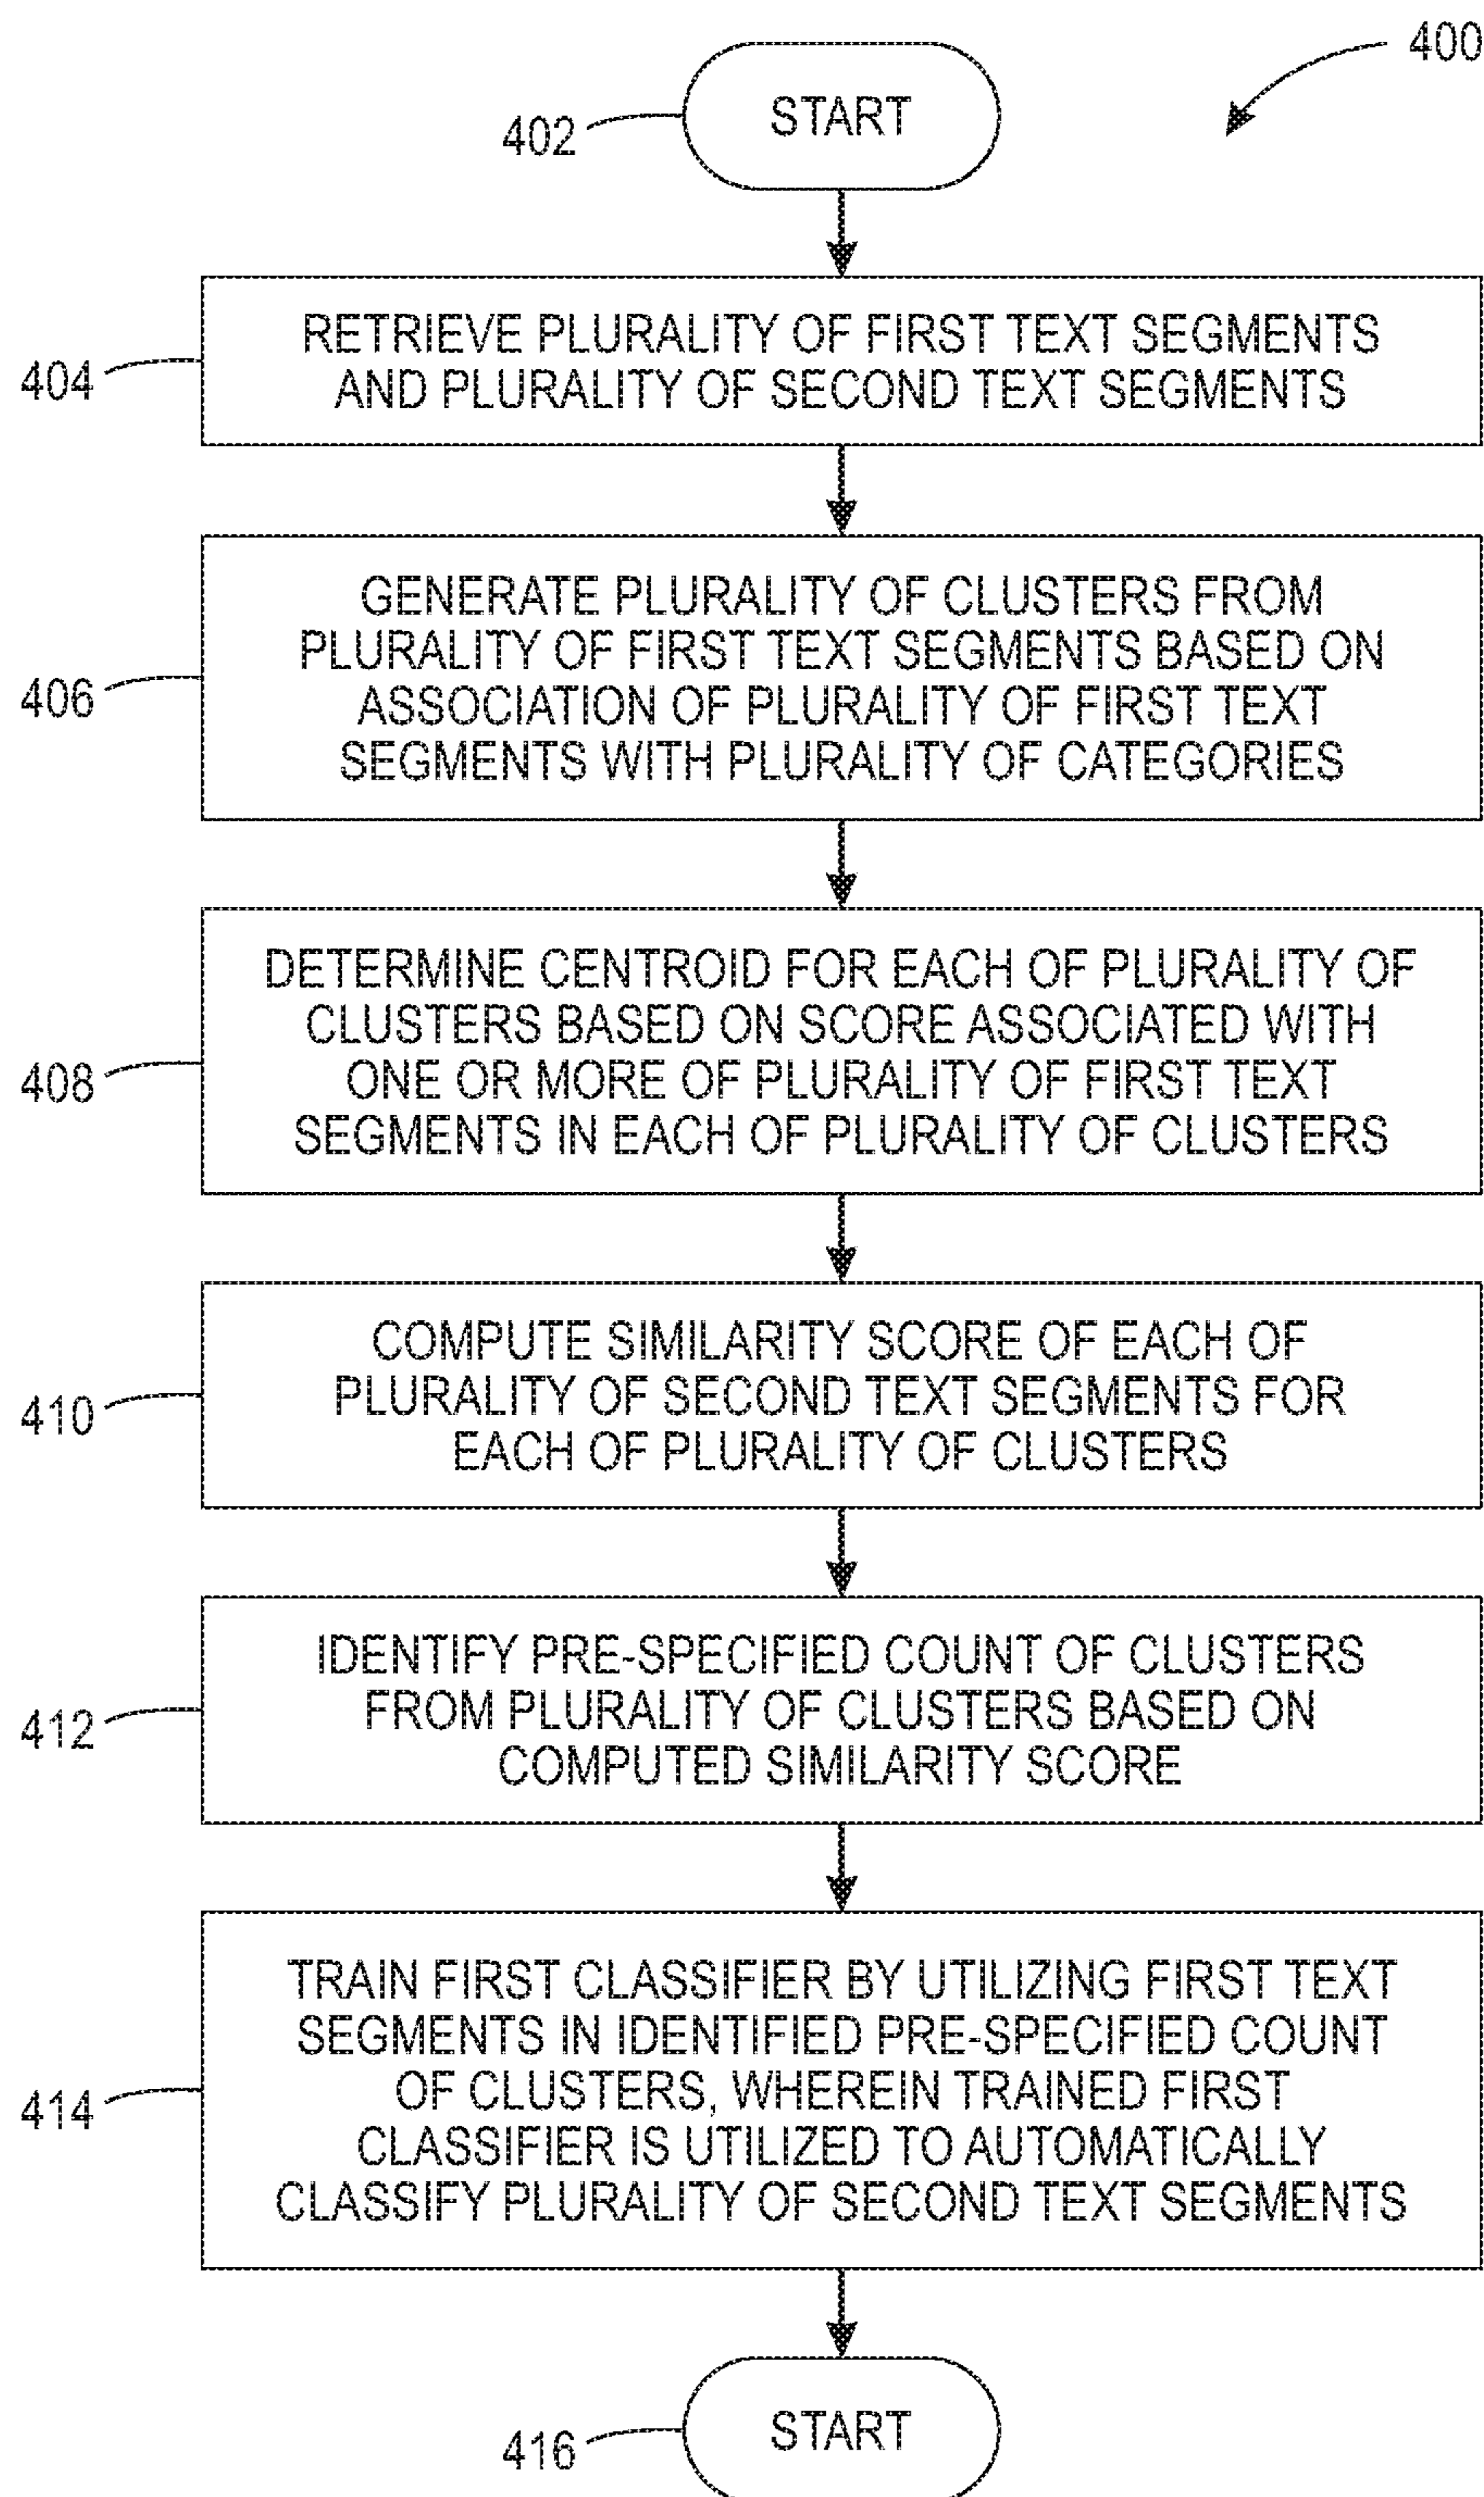 400
402
START
404
RETRIEVE PLURALITY OF FIRST TEXT SEGMENTS
AND PLURALITY OF SECOND TEXT SEGMENTS
406
GENERATE PLURALITY OF CLUSTERS FROM
PLURALITY OF FIRST TEXT SEGMENTS BASED ON
ASSOCIATION OF PLURALITY OF FIRST TEXT
SEGMENTS WITH PLURALITY OF CATEGORIES
408
DETERMINE CENTROID FOR EACH OF PLURALITY OF
CLUSTERS BASED ON SCORE ASSOCIATED WITH
ONE OR MORE OF PLURALITY OF FIRST TEXT
SEGMENTS IN EACH OF PLURALITY OF CLUSTERS
410
COMPUTE SIMILARITY SCORE OF EACH OF
PLURALITY OF SECOND TEXT SEGMENTS FOR
EACH OF PLURALITY OF CLUSTERS
412
IDENTIFY PRE-SPECIFIED COUNT OF CLUSTERS
FROM PLURALITY OF CLUSTERS BASED ON
COMPUTED SIMILARITY SCORE
414
TRAIN FIRST CLASSIFIER BY UTILIZING FIRST TEXT
SEGMENTS IN IDENTIFIED PRE-SPECIFIED COUNT
OF CLUSTERS, WHEREIN TRAINED FIRST
CLASSIFIER IS UTILIZED TO AUTOMATICALLY
CLASSIFY PLURALITY OF SECOND TEXT SEGMENTS
416
START